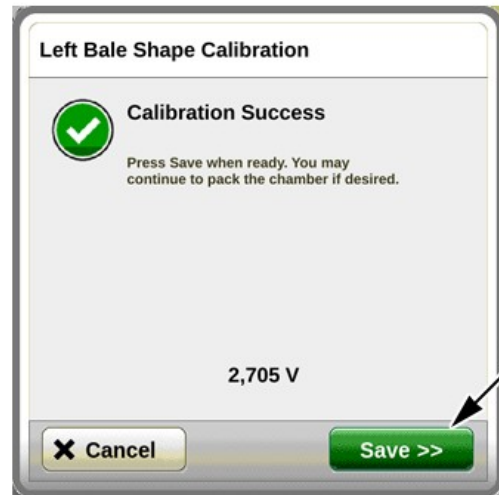 Left Bale Shape Calibration
Calibration Success
Press Save when ready. You may
continue to pack the chamber if desired.
2,705 V
Cancel
Save >>